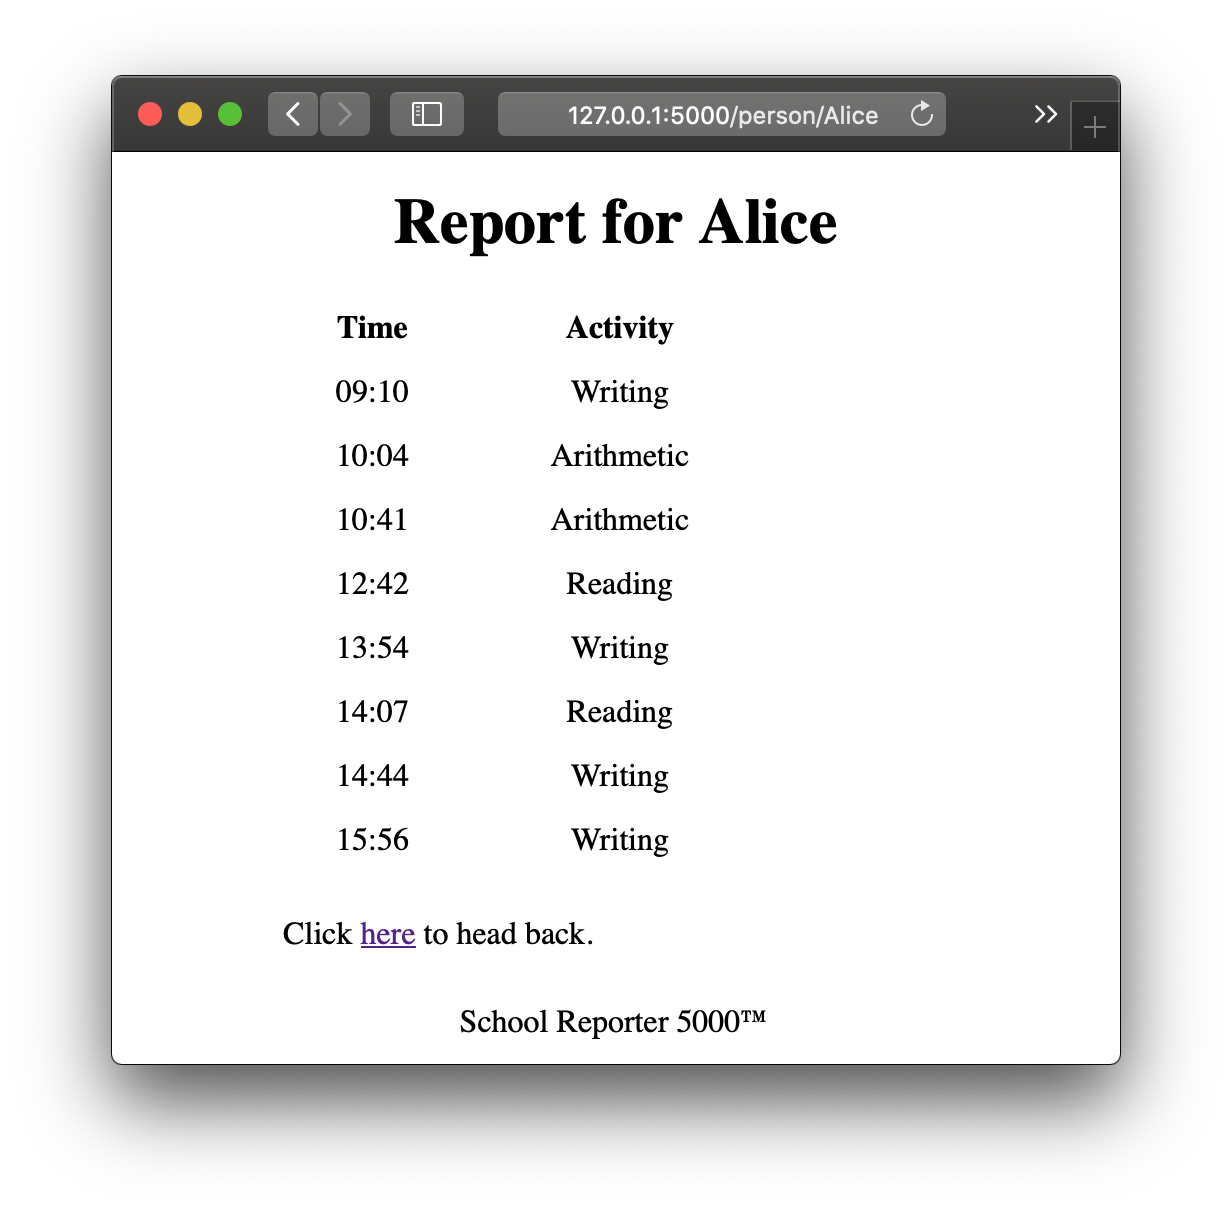 127.0.0.1:5000/person/Alice
Report for Alice
Time Activity
09:10 Writing
10:04 Arithmetic
10:41 Arithmetic
12:42 Reading
13:54 Writing
14:07 Reading
14:44 Writing
15:56 Writing
Click here to head back.
School Reporter 5000™